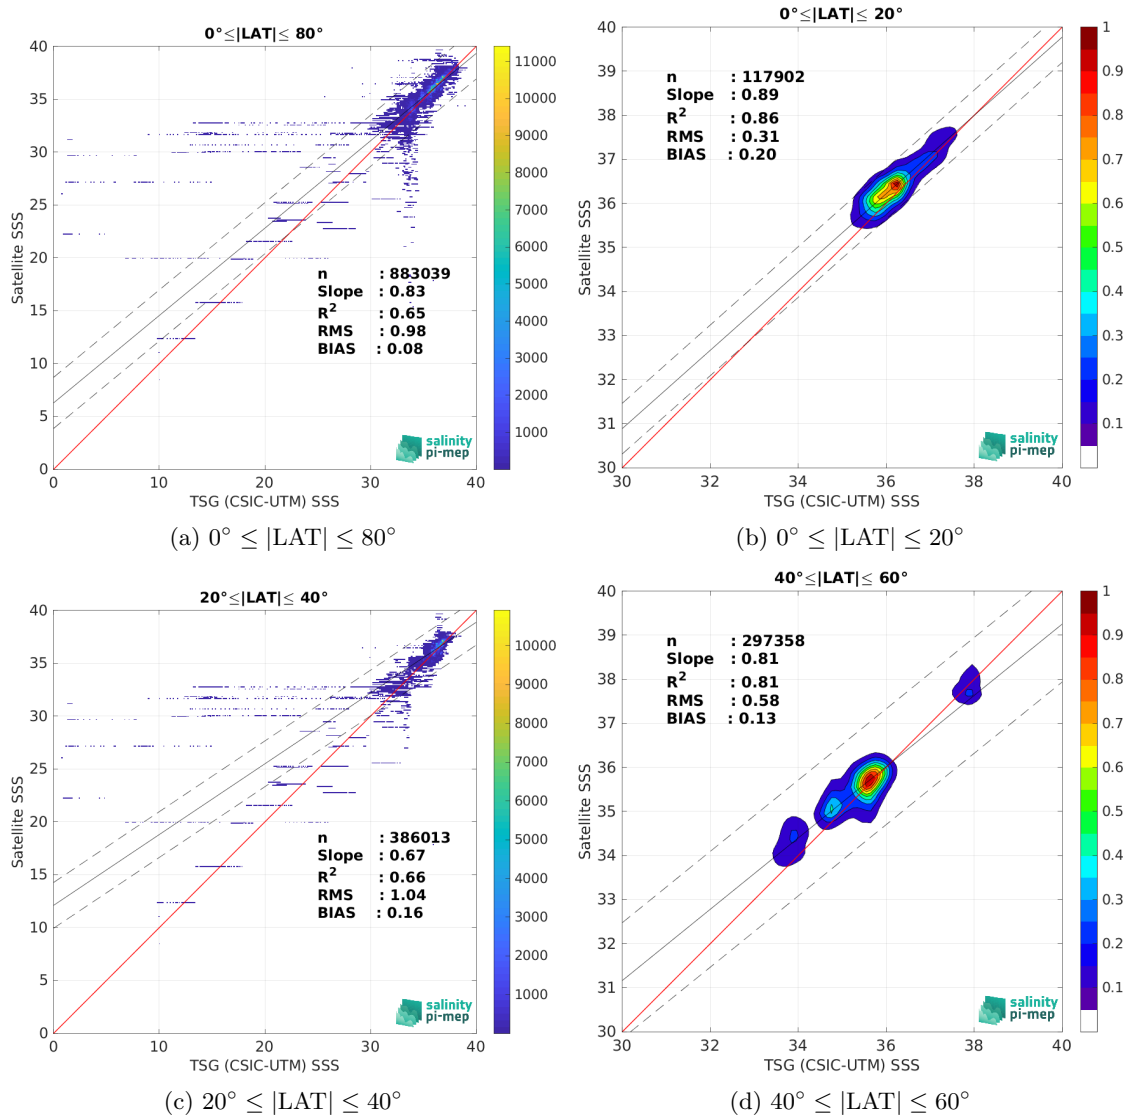 0°≤|LAT|≤ 80°
40
35
30
25
20
15
10
5
0
Satellite SSS
0
10
20
30
40
TSG (CSIC-UTM) SSS
n : 883039
Slope : 0.83
R² : 0.65
RMS : 0.98
BIAS : 0.08
salinity
pi-mep
11000
10000
9000
8000
7000
6000
5000
4000
3000
2000
1000
(a) 0° ≤ |LAT| ≤ 80°
0°≤|LAT|≤ 20°
40
39
38
37
36
35
34
33
32
31
30
Satellite SSS
30
32
34
36
38
40
TSG (CSIC-UTM) SSS
n : 117902
Slope : 0.89
R² : 0.86
RMS : 0.31
BIAS : 0.20
salinity
pi-mep
1
0.9
0.8
0.7
0.6
0.5
0.4
0.3
0.2
0.1
(b) 0° ≤ |LAT| ≤ 20°
20°≤|LAT|≤ 40°
40
35
30
25
20
15
10
5
0
Satellite SSS
0
10
20
30
40
TSG (CSIC-UTM) SSS
n : 386013
Slope : 0.67
R² : 0.66
RMS : 1.04
BIAS : 0.16
salinity
pi-mep
10000
9000
8000
7000
6000
5000
4000
3000
2000
1000
(c) 20° ≤ |LAT| ≤ 40°
40°≤|LAT|≤ 60°
40
39
38
37
36
35
34
33
32
31
30
Satellite SSS
30
32
34
36
38
40
TSG (CSIC-UTM) SSS
n : 297358
Slope : 0.81
R² : 0.81
RMS : 0.58
BIAS : 0.13
salinity
pi-mep
1
0.9
0.8
0.7
0.6
0.5
0.4
0.3
0.2
0.1
(d) 40° ≤ |LAT| ≤ 60°